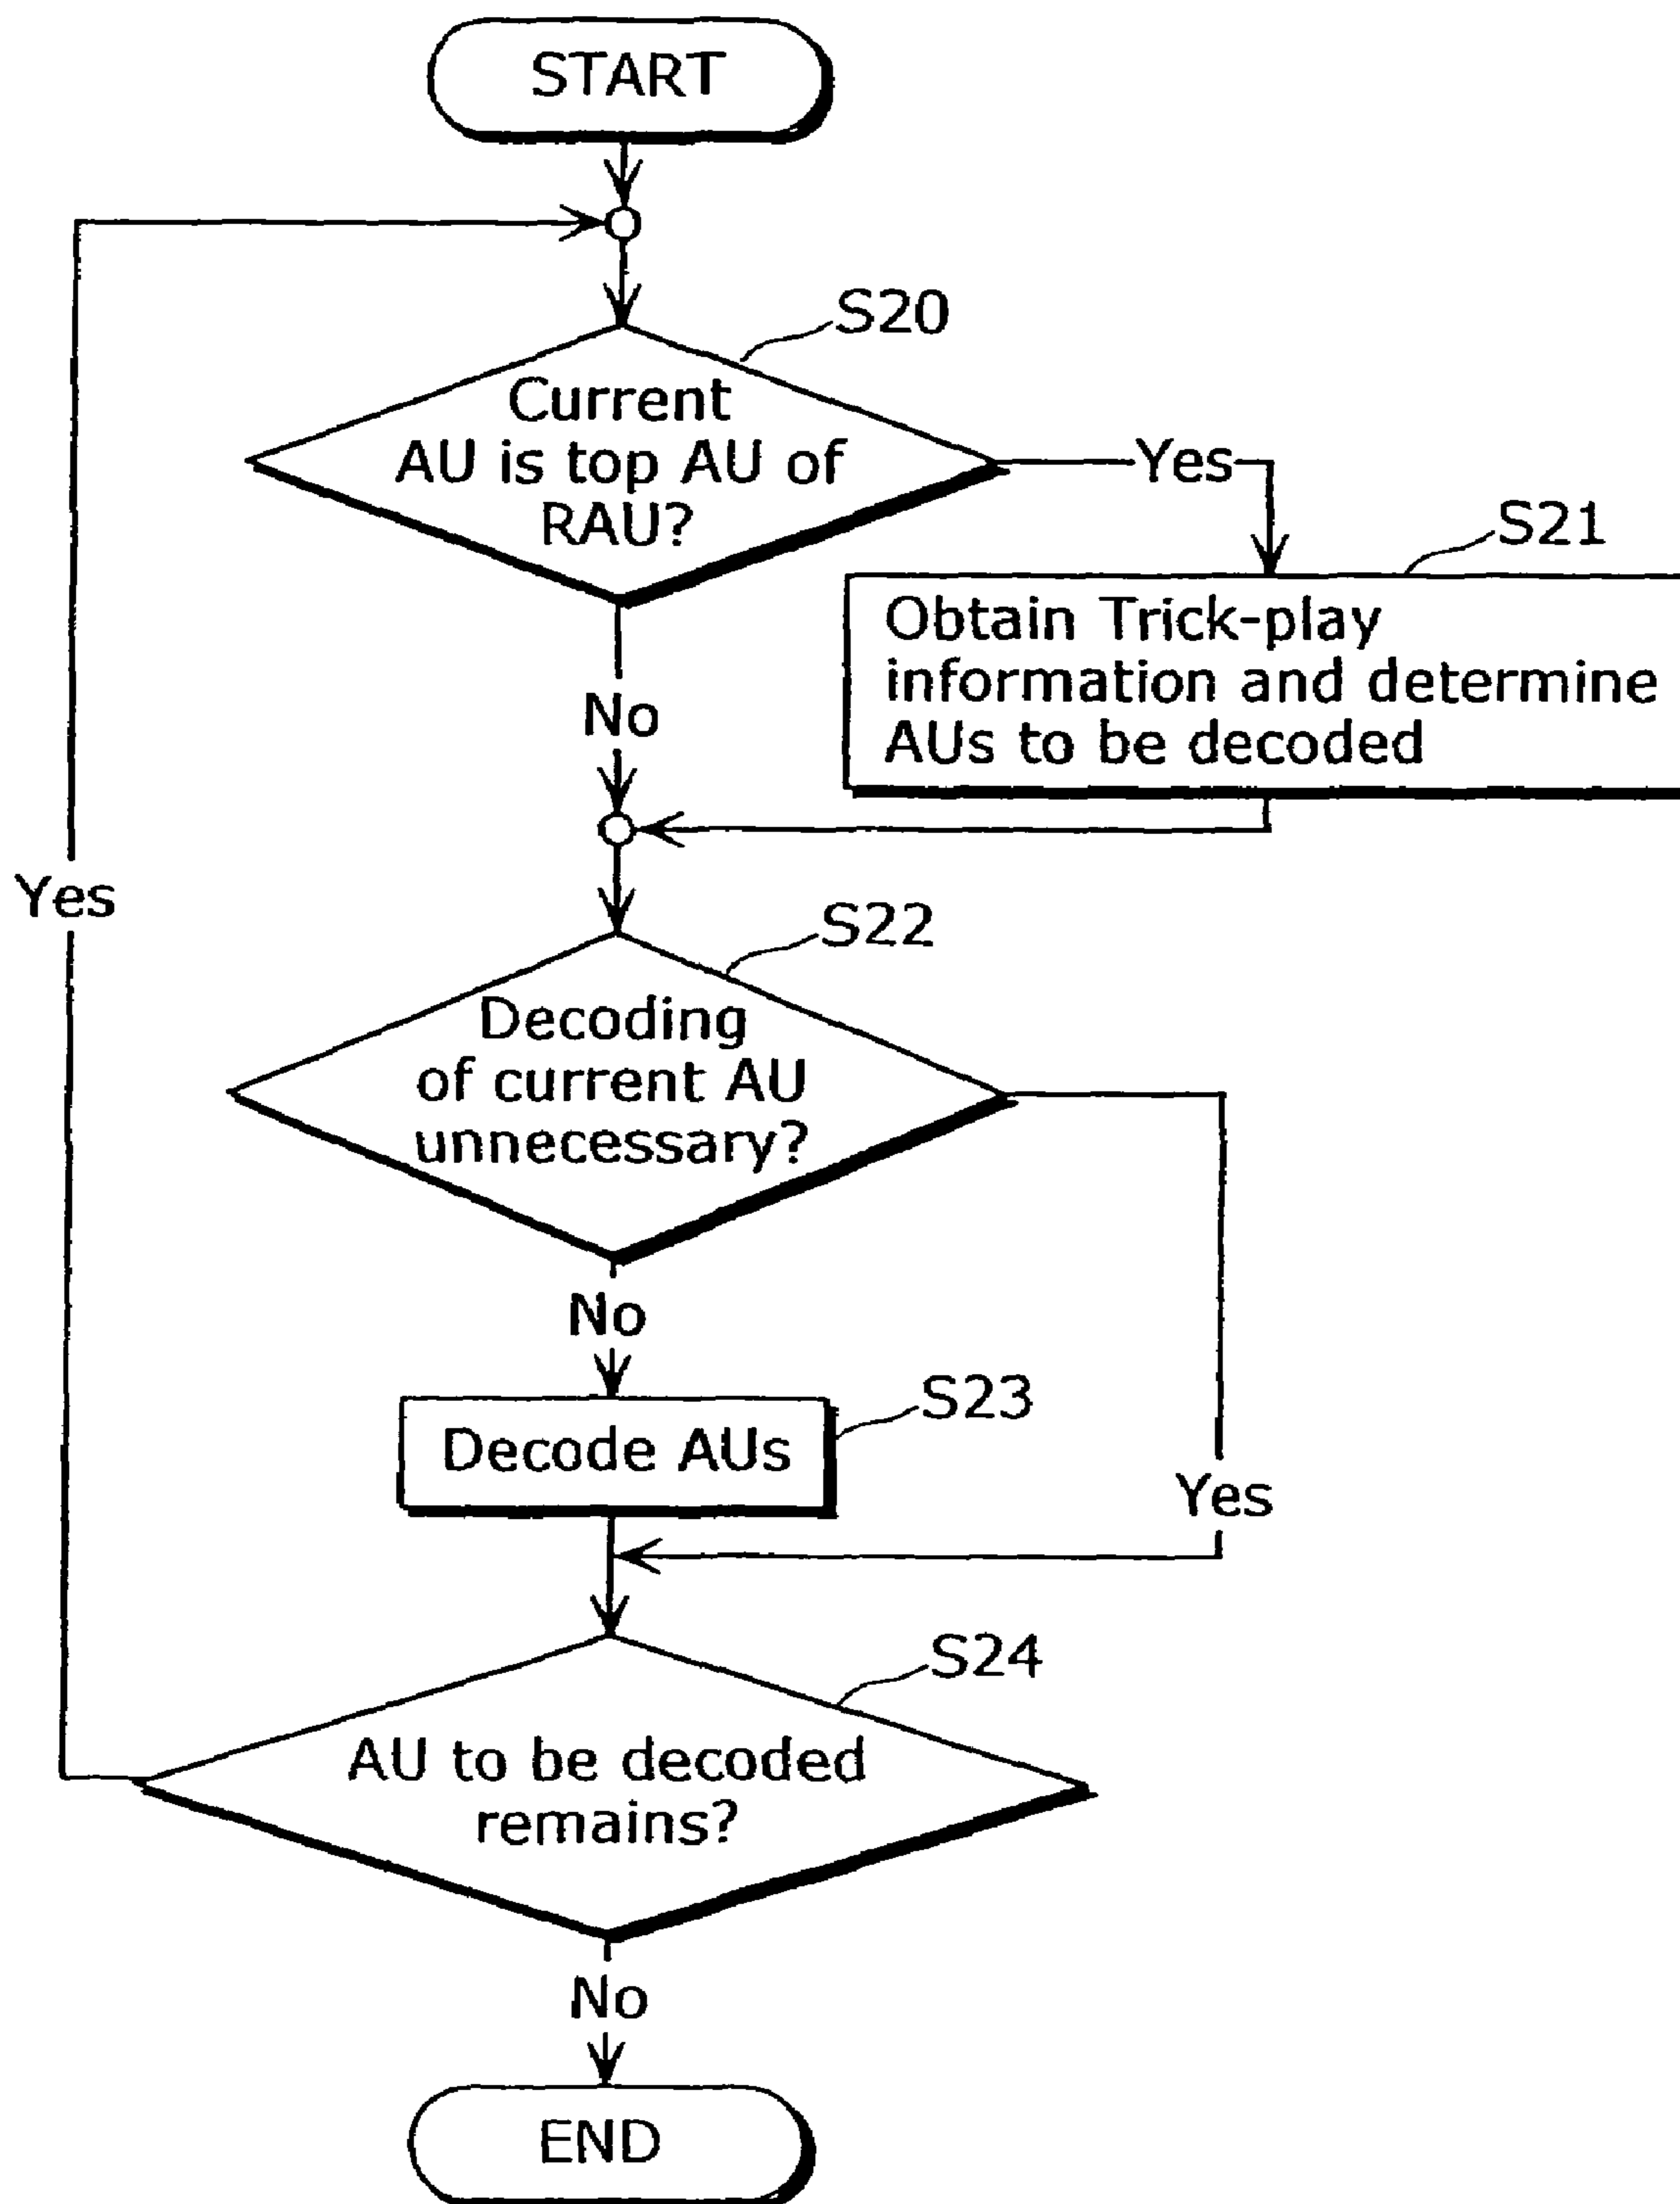 START
S20
Current
AU is top AU of
RAU?
Yes
S21
Obtain Trick-play
information and determine
AUs to be decoded
No
Yes
S22
Decoding
of current AU
unnecessary?
No
S23
Decode AUs
Yes
S24
AU to be decoded
remains?
No
END